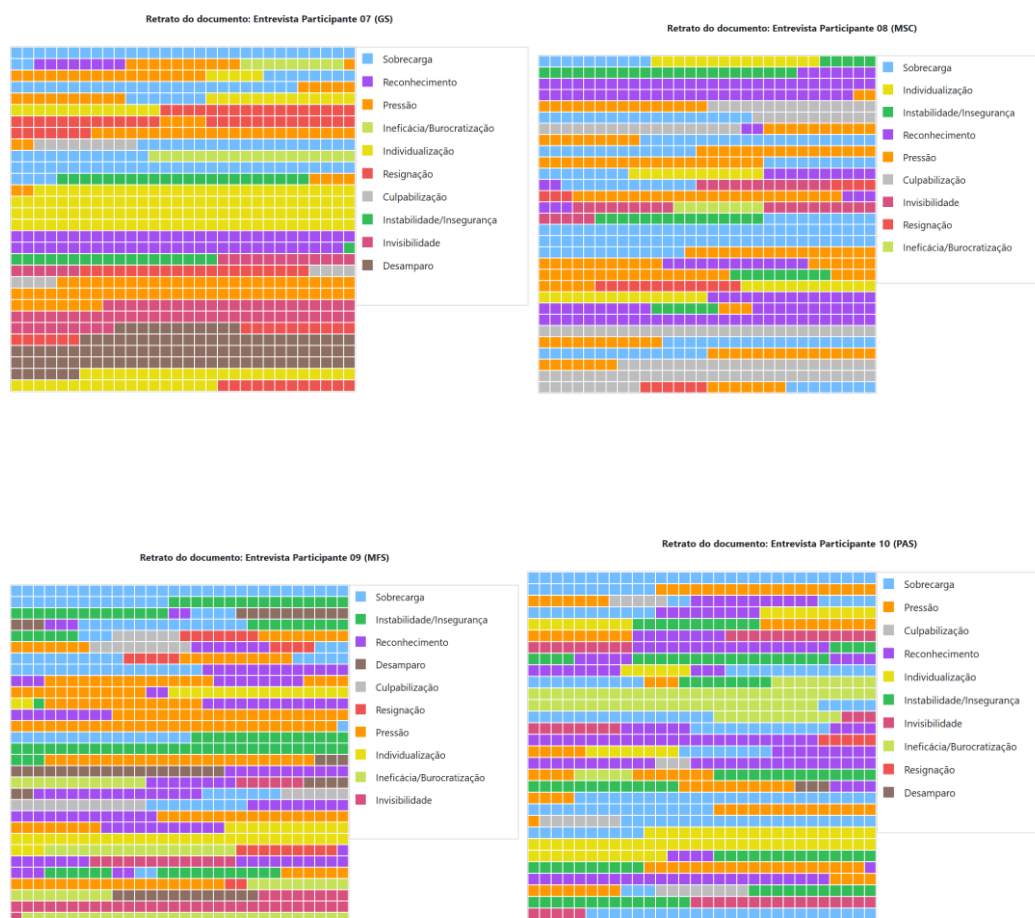 Retrato do documento: Entrevista Participante 07 (GS)
Sobrecarga
Reconhecimento
Pressão
Ineficácia/Burocratização
Individualização
Resignação
Culpabilização
Instabilidade/Insegurança
Invisibilidade
Desamparo
Retrato do documento: Entrevista Participante 08 (MSC)
Sobrecarga
Individualização
Instabilidade/Insegurança
Reconhecimento
Pressão
Culpabilização
Invisibilidade
Resignação
Ineficácia/Burocratização
Retrato do documento: Entrevista Participante 09 (MFS)
Sobrecarga
Instabilidade/Insegurança
Reconhecimento
Desamparo
Culpabilização
Resignação
Pressão
Individualização
Ineficácia/Burocratização
Invisibilidade
Retrato do documento: Entrevista Participante 10 (PAS)
Sobrecarga
Pressão
Culpabilização
Reconhecimento
Individualização
Instabilidade/Insegurança
Invisibilidade
Ineficácia/Burocratização
Resignação
Desamparo